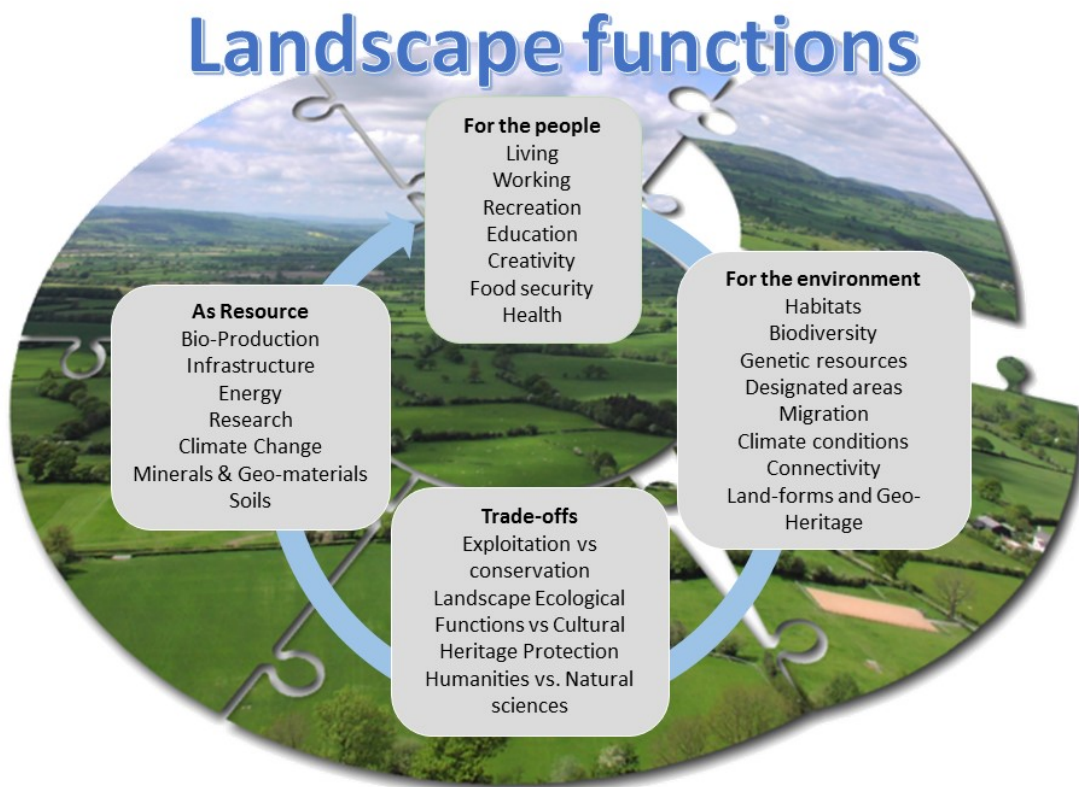 Landscape functions
For the people
Living
Working
Recreation
Education
Creativity
Food security
Health
For the environment
Habitats
Biodiversity
Genetic resources
Designated areas
Migration
Climate conditions
Connectivity
Land-forms and Geo-
Heritage
As Resource
Bio-Production
Infrastructure
Energy
Research
Climate Change
Minerals & Geo-materials
Soils
Trade-offs
Exploitation vs
conservation
Landscape Ecological
Functions vs Cultural
Heritage Protection
Humanities vs. Natural
sciences